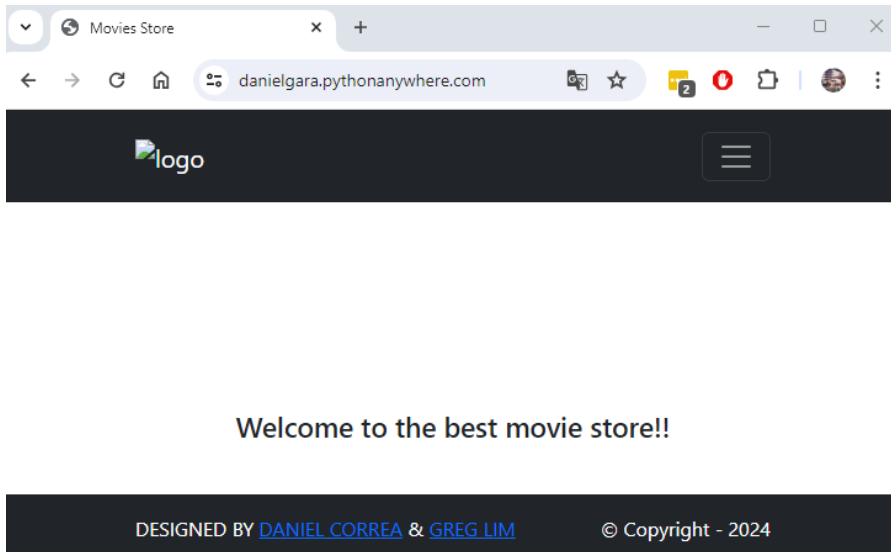 Movies Store
danielgara.pythonanywhere.com
2
logo
Welcome to the best movie store!!
DESIGNED BY DANIEL CORREA & GREG LIM © Copyright - 2024